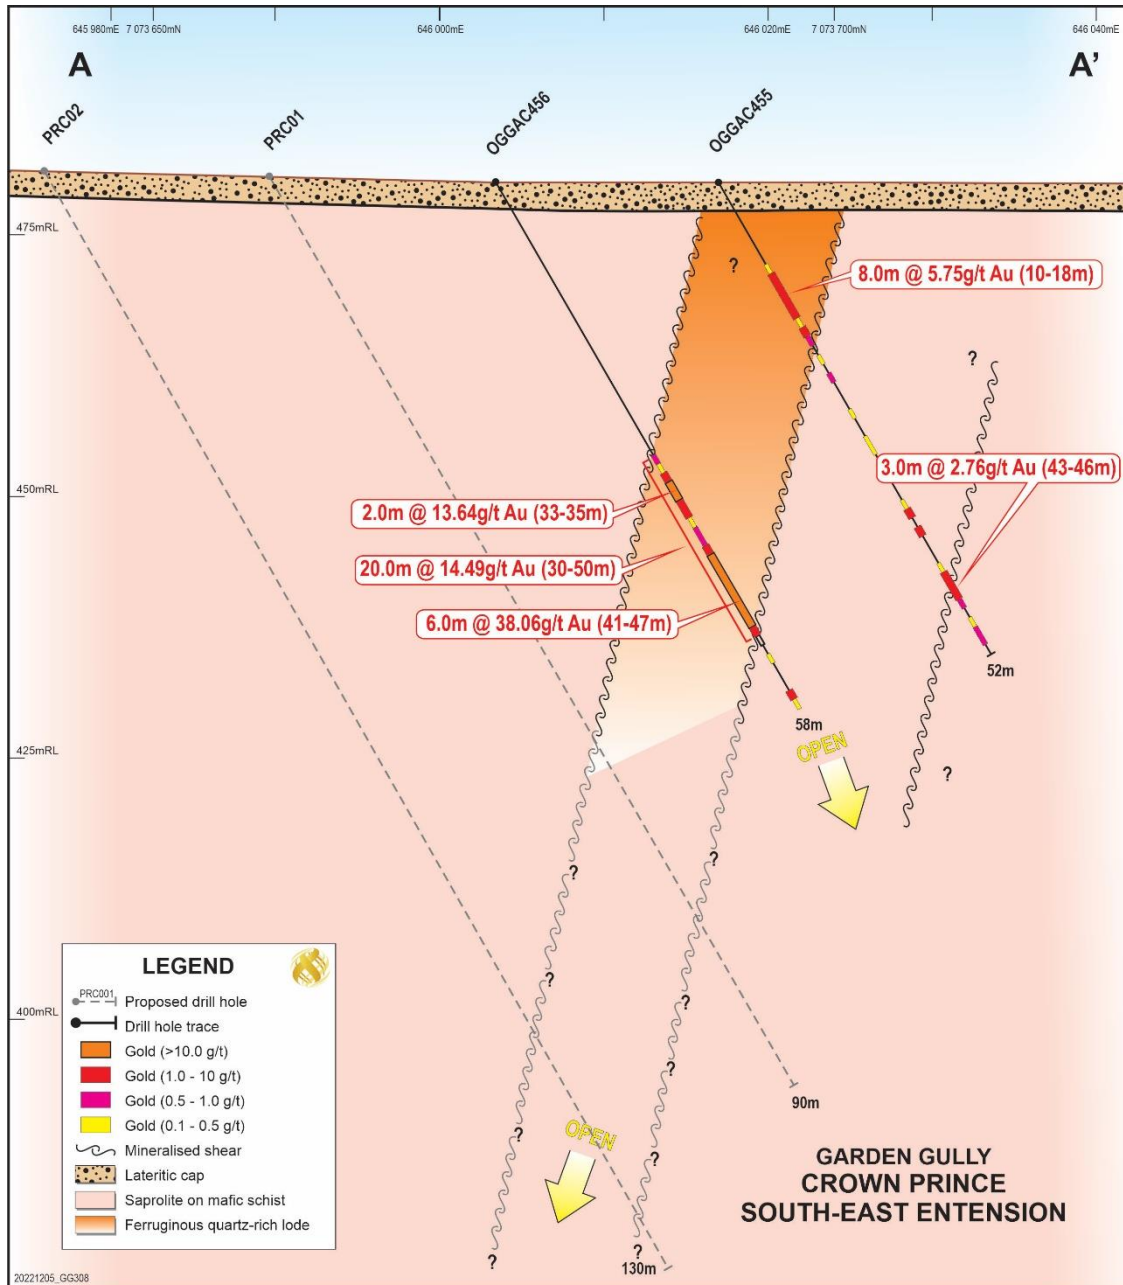 645 980mE 7 073 650mN 646 000mE 646 020mE 7 073 700mN 646 040mE
A A'
PRC02
PRC01
OGGAC456
OGGAC455
475mRL
?
8.0m @ 5.75g/t Au (10-18m)
?
3.0m @ 2.76g/t Au (43-46m)
450mRL
2.0m @ 13.64g/t Au (33-35m)
20.0m @ 14.49g/t Au (30-50m)
6.0m @ 38.06g/t Au (41-47m)
52m
58m
OPEN
425mRL
?
?
?
?
?
400mRL
?
90m
?
OPEN
?
?
?
130m
LEGEND
PRC001 Proposed drill hole
Drill hole trace
Gold (>10.0 g/t)
Gold (1.0 - 10 g/t)
Gold (0.5 - 1.0 g/t)
Gold (0.1 - 0.5 g/t)
Mineralised shear
Lateritic cap
Saprolite on mafic schist
Ferruginous quartz-rich lode
GARDEN GULLY
CROWN PRINCE
SOUTH-EAST ENTENSION
20221205_GG308